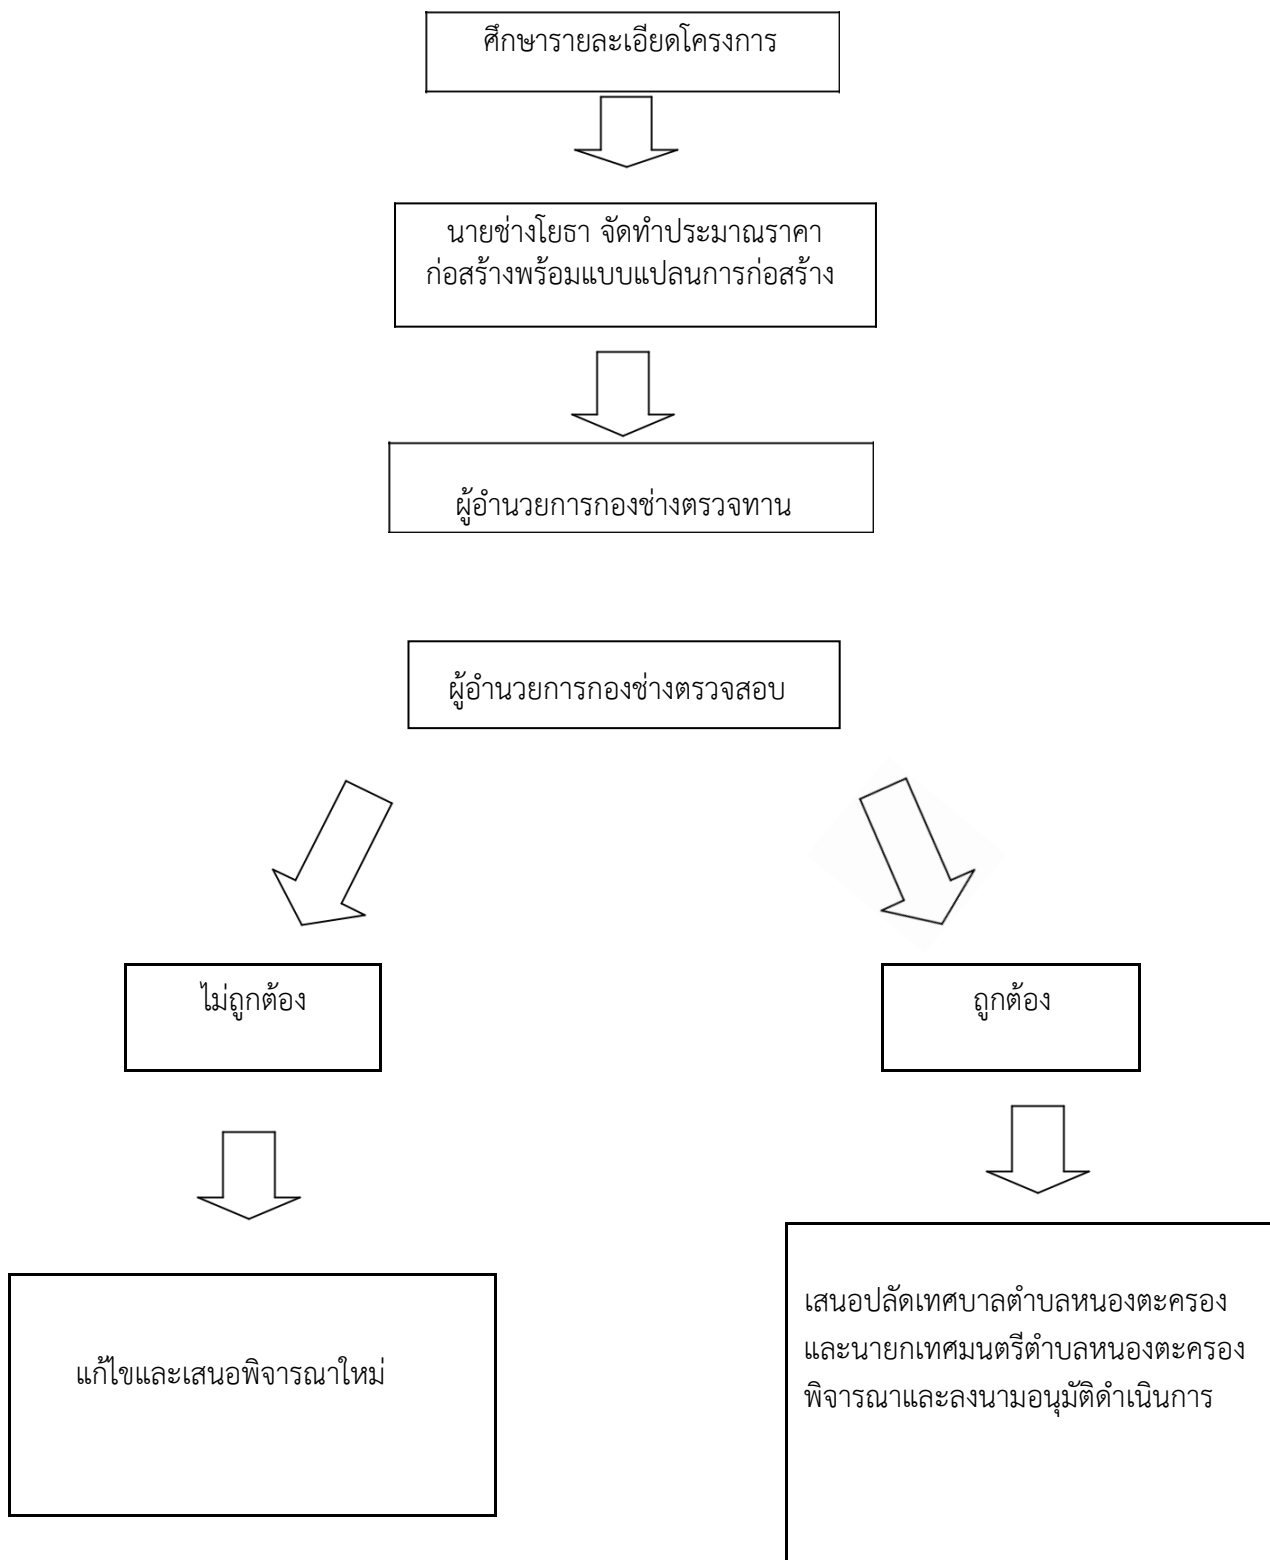 ศึกษารายละเอียดโครงการ
นายช่างโยธา จัดทำประมาณราคา
ก่อสร้างพร้อมแบบแปลนการก่อสร้าง
ผู้อำนวยการกองช่างตรวจทาน
ผู้อำนวยการกองช่างตรวจสอบ
ไม่ถูกต้อง
ถูกต้อง
แก้ไขและเสนอพิจารณาใหม่
เสนอปลัดเทศบาลตำบลหนองตะครอง
และนายกเทศมนตรีตำบลหนองตะครอง
พิจารณาและลงนามอนุมัติดำเนินการ